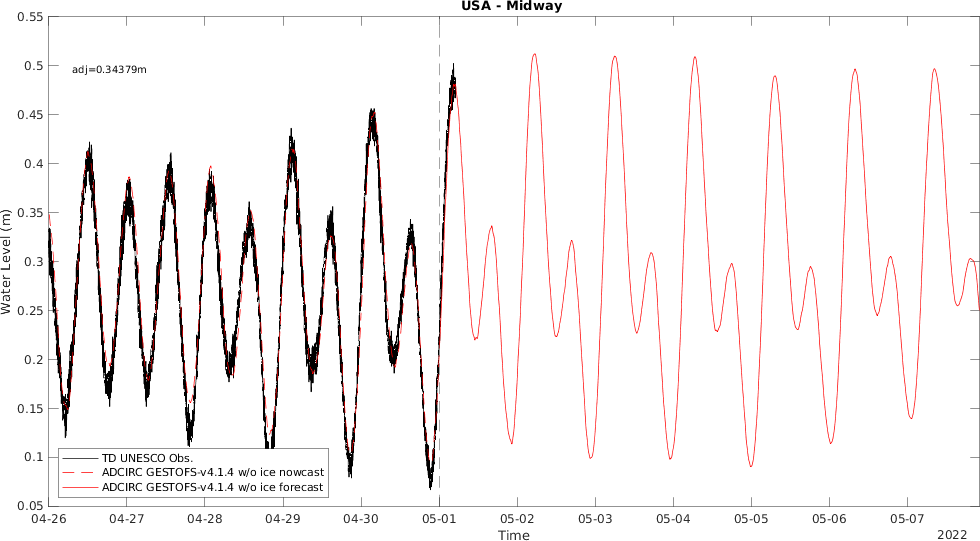 USA - Midway
0.55
0.5
0.45
0.4
0.35
0.3
0.25
0.2
0.15
0.1
0.05
Water Level (m)
adj=0.34379m
TD UNESCO Obs.
ADCIRC GESTOFS-v4.1.4 w/o ice nowcast
ADCIRC GESTOFS-v4.1.4 w/o ice forecast
04-26 04-27 04-28 04-29 04-30 05-01 05-02 05-03 05-04 05-05 05-06 05-07
Time
2022